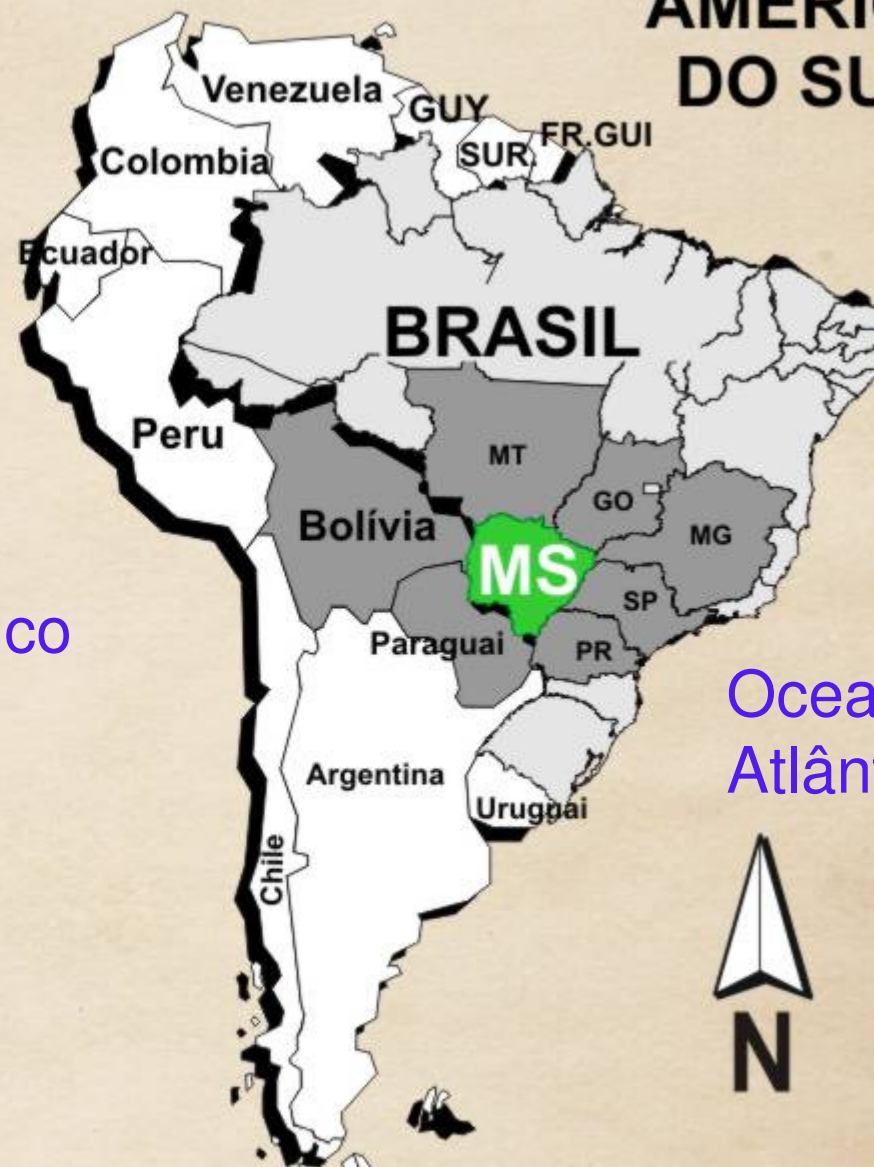 AMÉRIC
DO SU
Venezuela
GUY
FR.GUI
SUR.
Colombia
Ecuador
BRASIL
Peru
MT
GO
Bolívia
MG
MS
SP
co
Paraguai
PR
Ocea
Atlân
Argentina
Uruguai
Chile
N